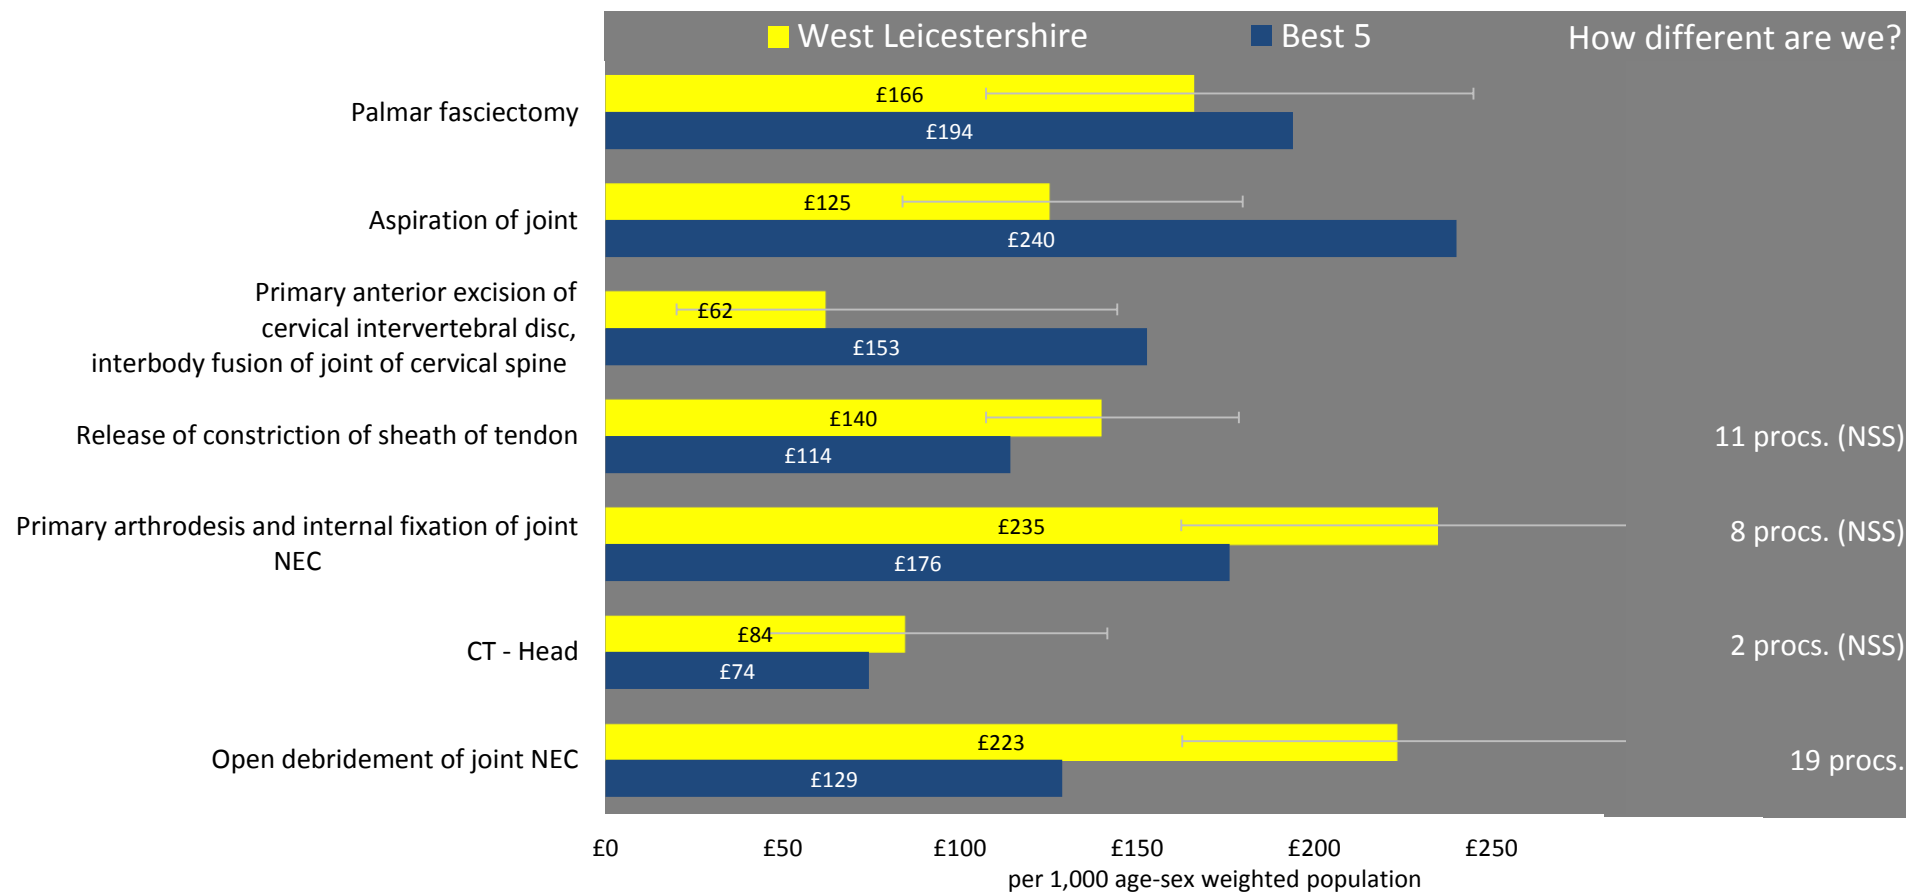 West Leicestershire Best 5 How different are we?
Palmar fasciectomy
£166
£194
Aspiration of joint
£125
£240
Primary anterior excision of
cervical intervertebral disc,
interbody fusion of joint of cervical spine
£62
£153
Release of constriction of sheath of tendon
£140
£114
11 procs. (NSS)
Primary arthrodesis and internal fixation of joint
NEC
£235
£176
8 procs. (NSS)
CT - Head
£84
£74
2 procs. (NSS)
Open debridement of joint NEC
£223
£129
19 procs.
£0 £50 £100 £150 £200 £250
per 1,000 age-sex weighted population